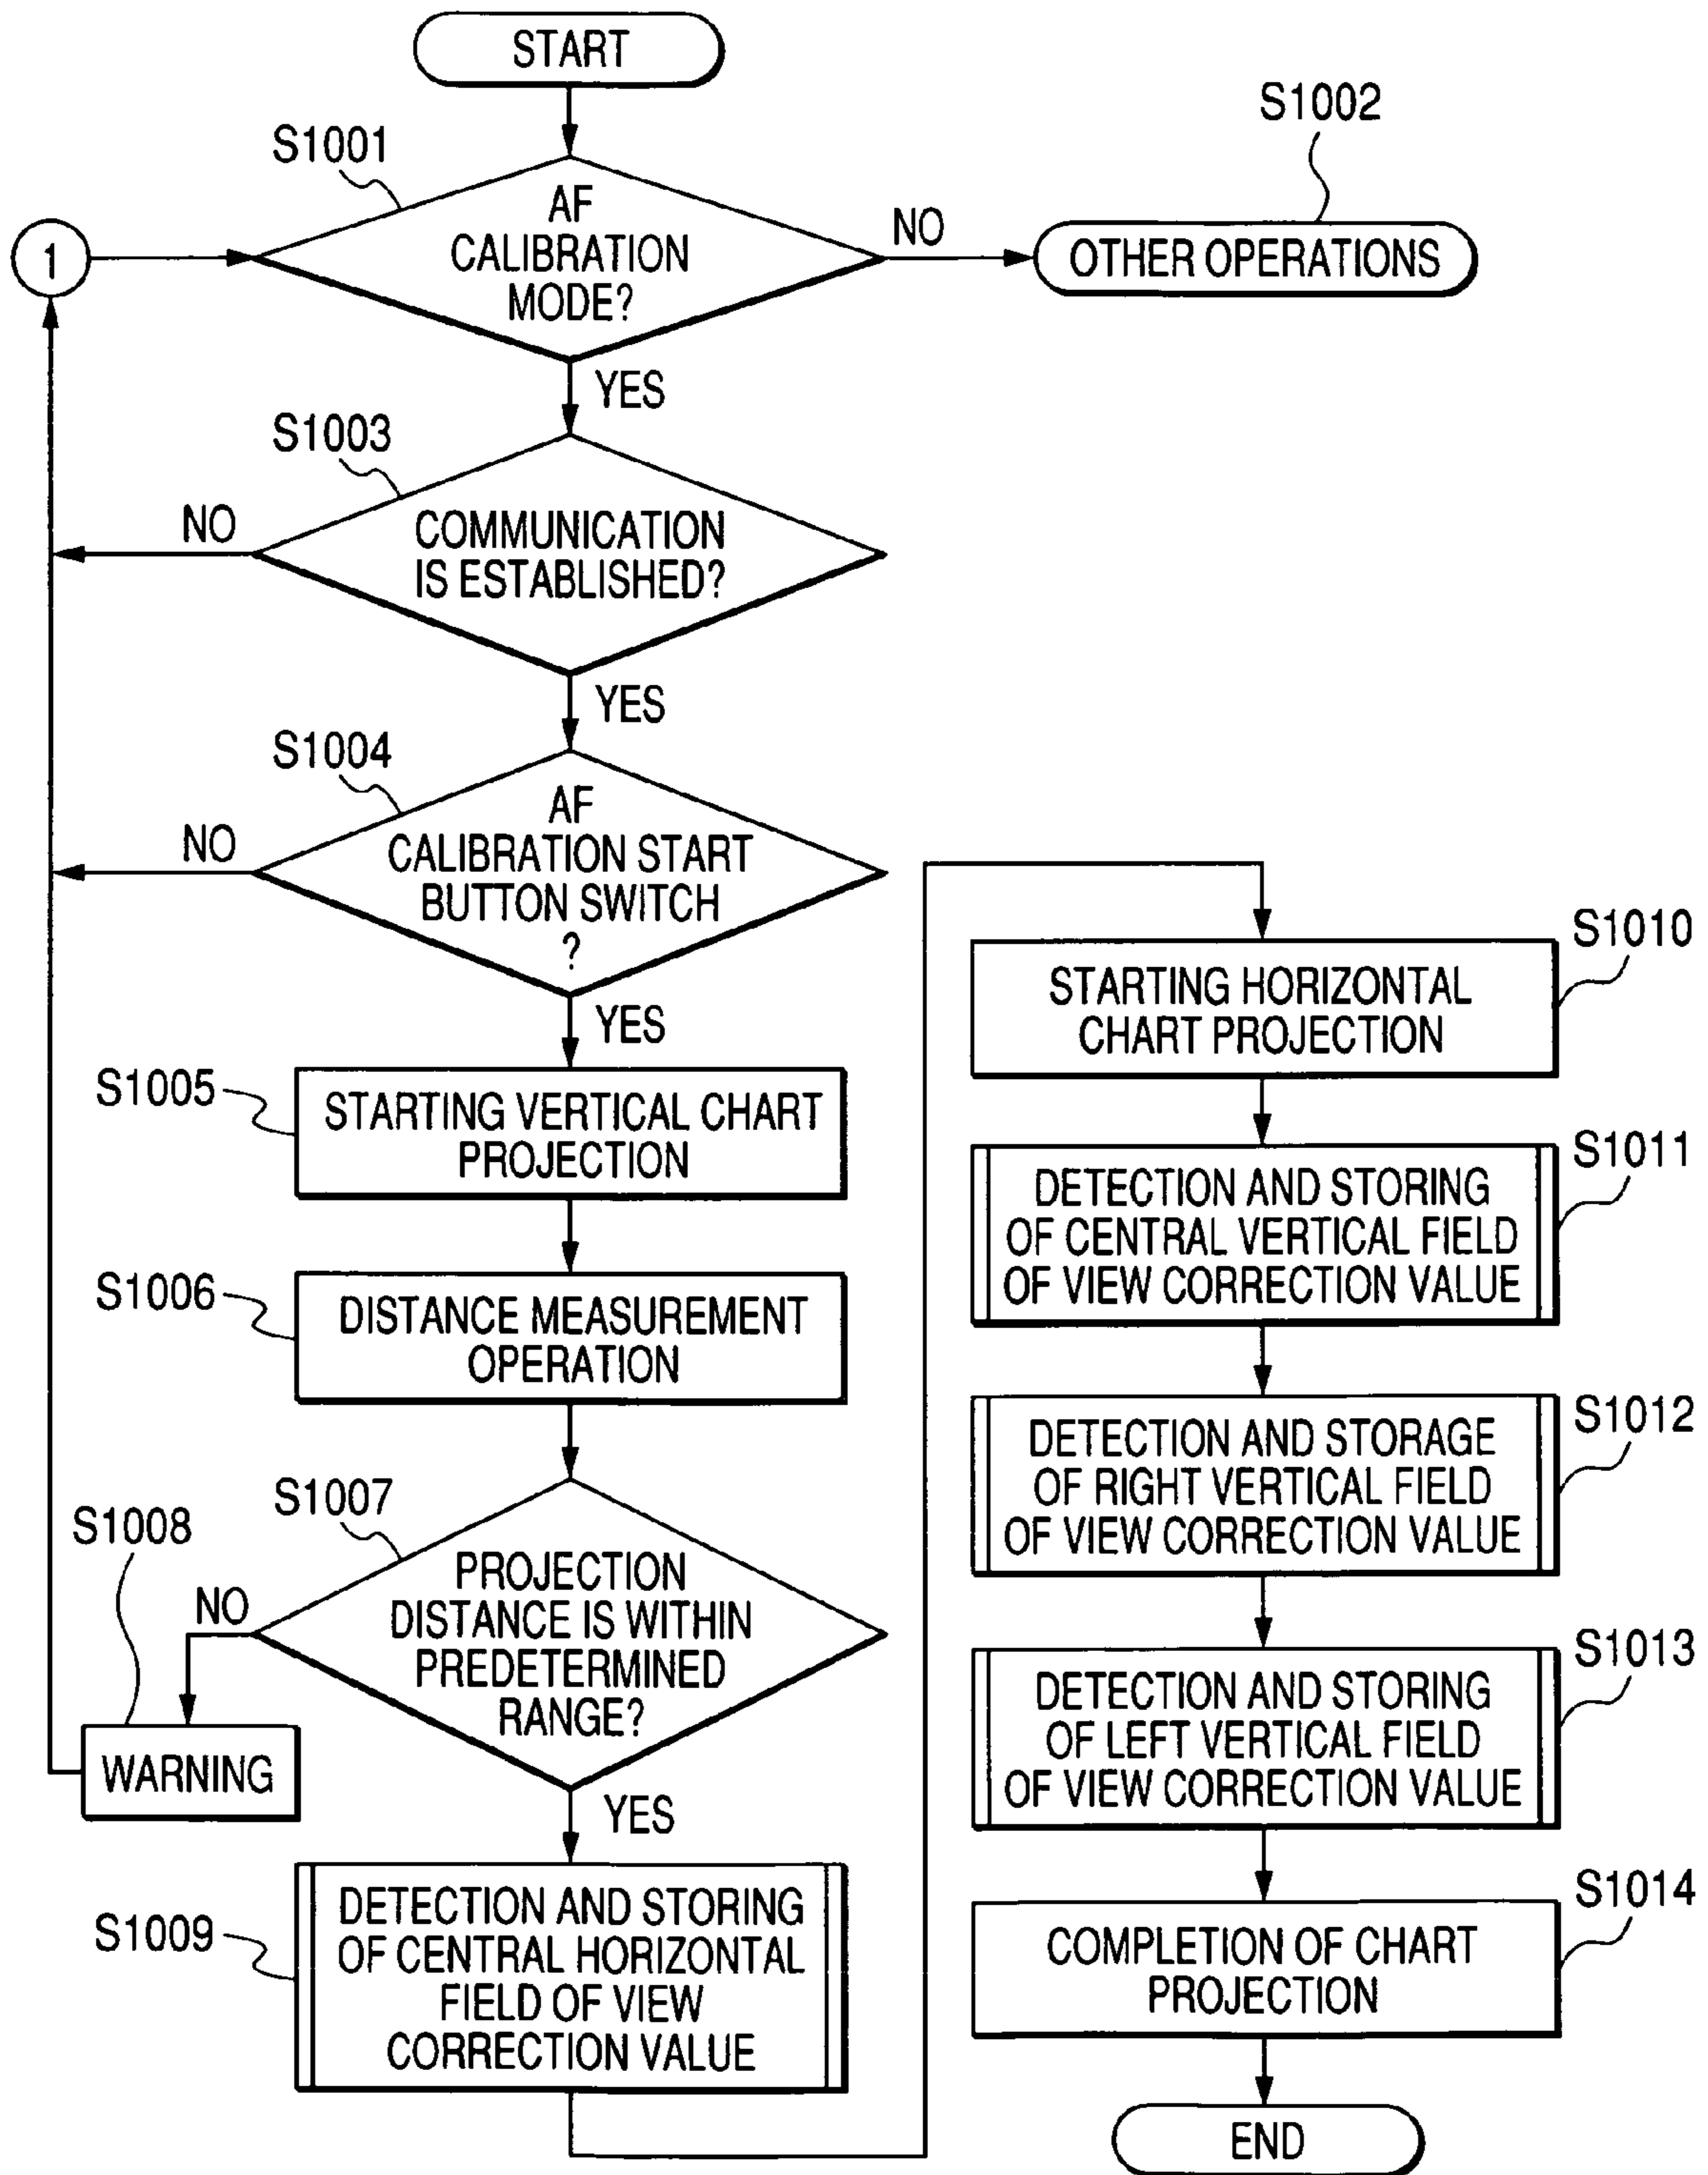 START
S1001
AF
CALIBRATION
MODE?
NO
S1002
OTHER OPERATIONS
1
YES
S1003
COMMUNICATION
IS ESTABLISHED?
NO
YES
S1004
AF
CALIBRATION START
BUTTON SWITCH
?
NO
YES
S1005
STARTING VERTICAL CHART
PROJECTION
S1006
DISTANCE MEASUREMENT
OPERATION
S1007
PROJECTION
DISTANCE IS WITHIN
PREDETERMINED
RANGE?
NO
S1008
WARNING
YES
S1009
DETECTION AND STORING
OF CENTRAL HORIZONTAL
FIELD OF VIEW
CORRECTION VALUE
S1010
STARTING HORIZONTAL
CHART PROJECTION
S1011
DETECTION AND STORING
OF CENTRAL VERTICAL FIELD
OF VIEW CORRECTION VALUE
S1012
DETECTION AND STORAGE
OF RIGHT VERTICAL FIELD
OF VIEW CORRECTION VALUE
S1013
DETECTION AND STORING
OF LEFT VERTICAL FIELD
OF VIEW CORRECTION VALUE
S1014
COMPLETION OF CHART
PROJECTION
END